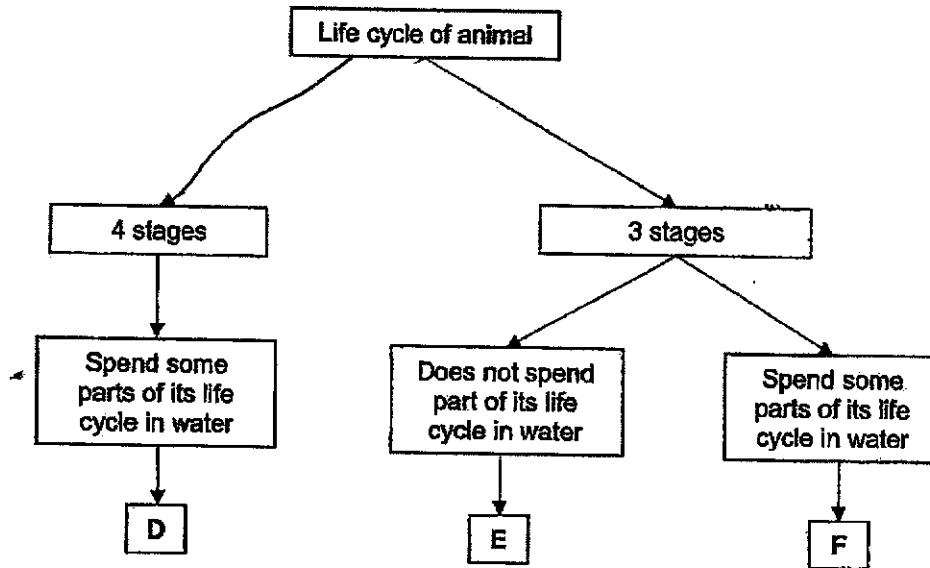 Life cycle of animal
4 stages
3 stages
Spend some
parts of its life
cycle in water
Does not spend
part of its life
cycle in water
Spend some
parts of its life
cycle in water
D
E
F